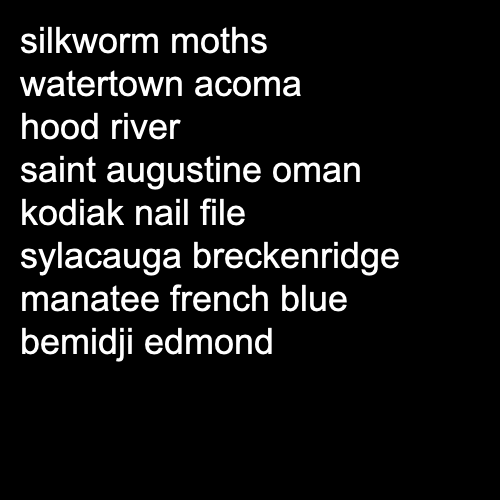 silkworm moths
watertown acoma
hood river
saint augustine oman
kodiak nail file
sylacauga breckenridge
manatee french blue
bemidji edmond